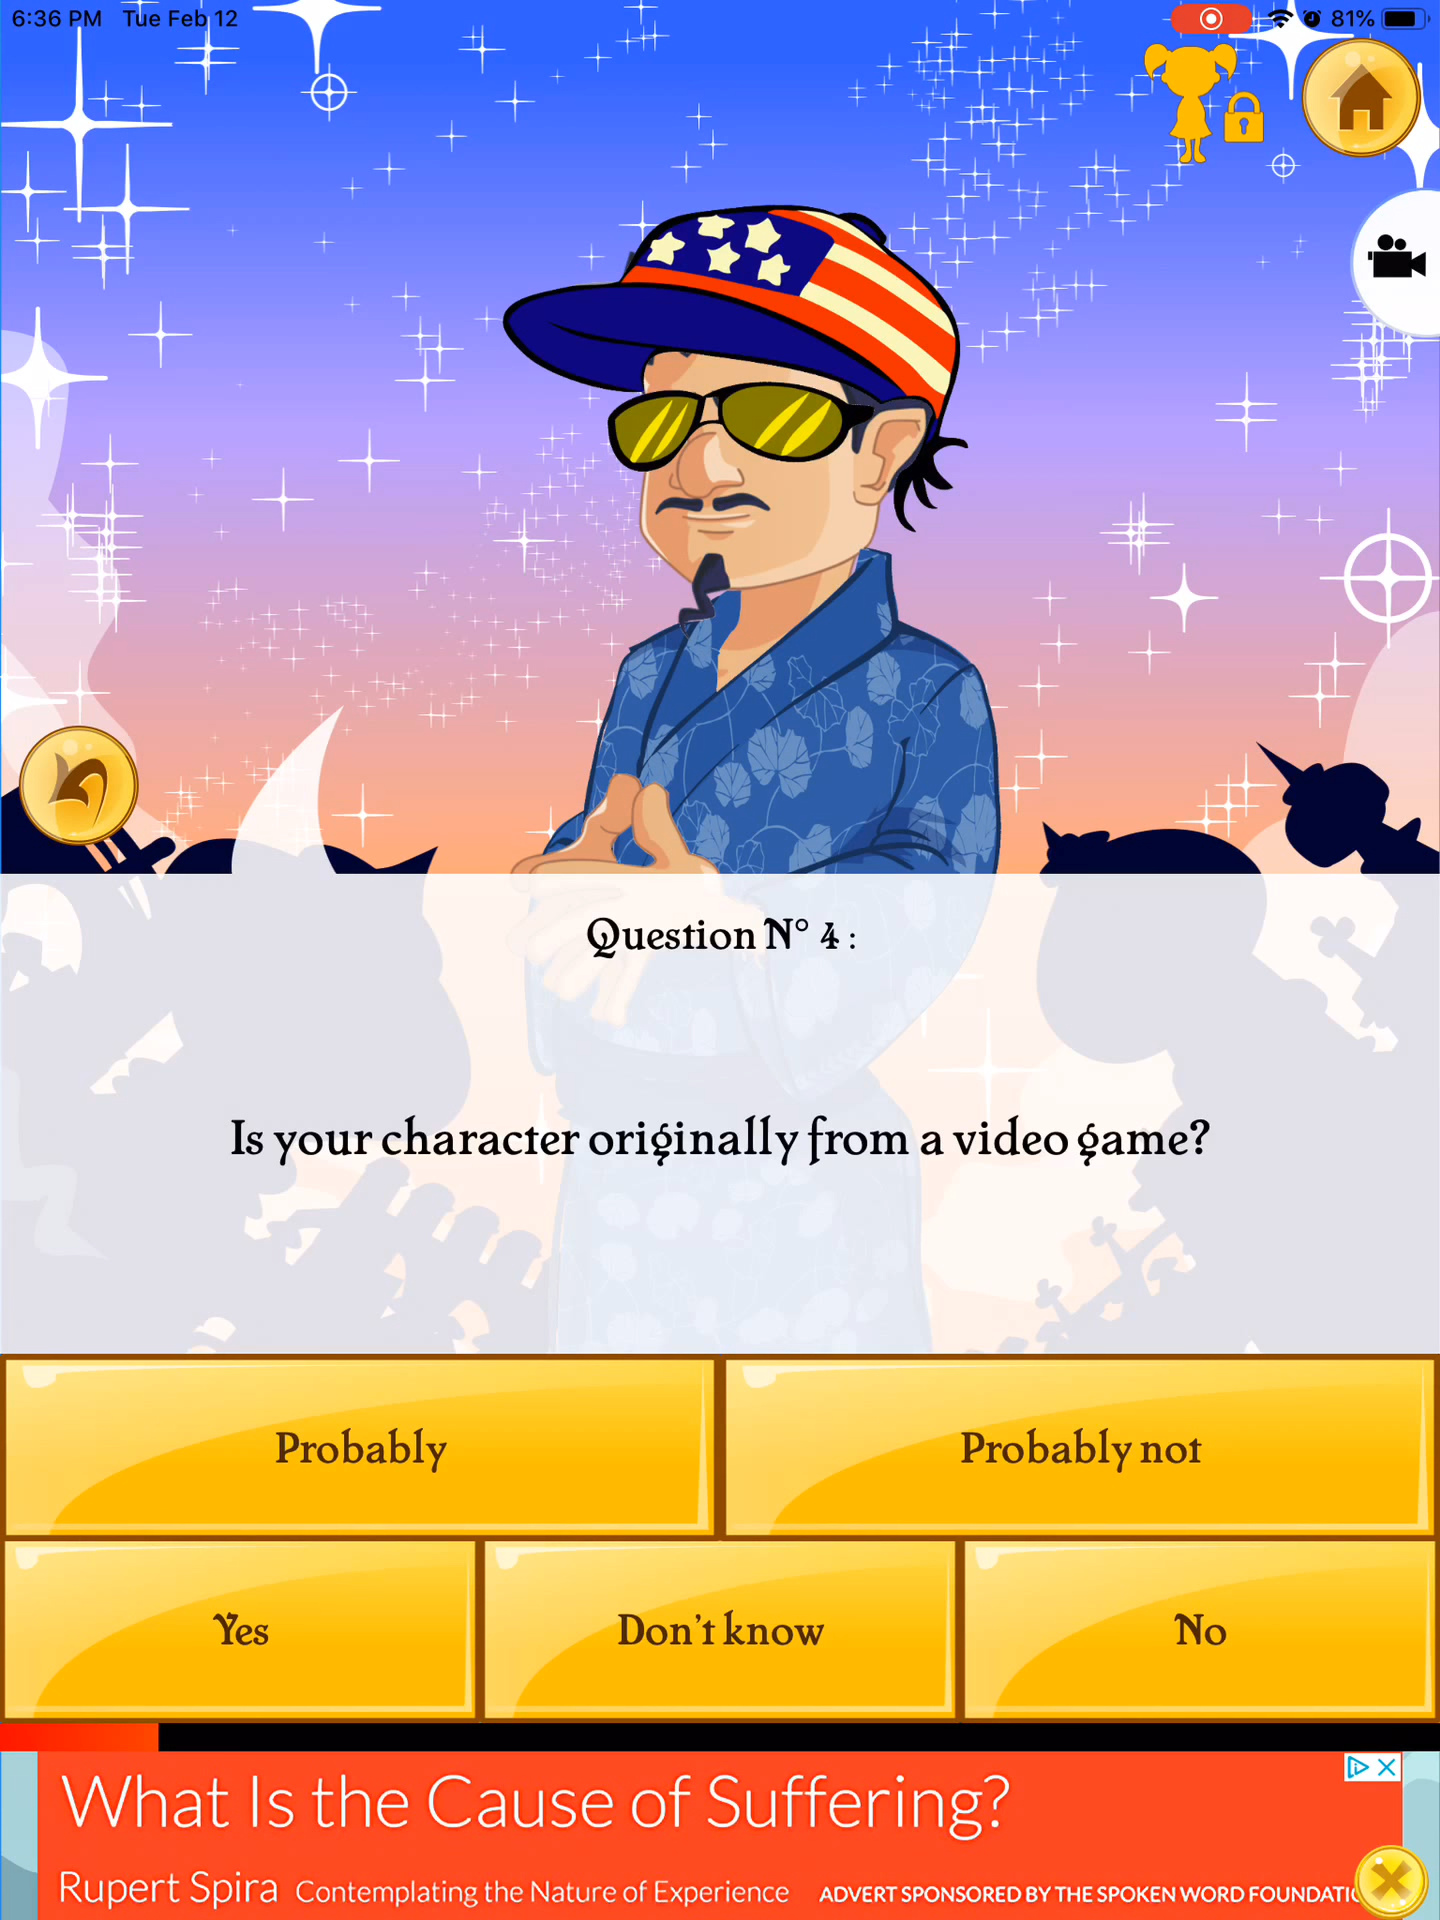 6:36 PM Tue Feb 12
81%
Question N° 4 :
Is your character originally from a video game?
Probably
Probably not
Yes
Don't know
No
What Is the Cause of Suffering?
Rupert Spira Contemplating the Nature of Experience ADVERT SPONSORED BY THE SPOKEN WORD